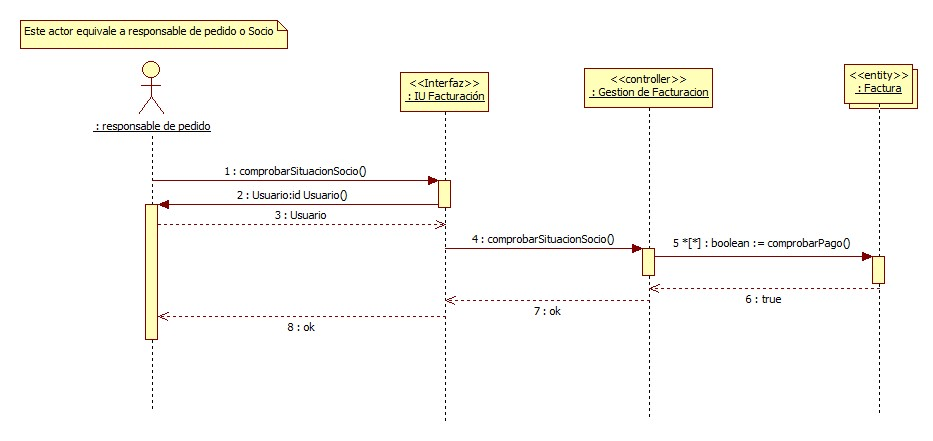 Este actor equivale a responsable de pedido o Socio
: responsable de pedido
<<Interfaz>>
: IU Facturación
<<controller>>
: Gestion de Facturacion
<<entity>>
: Factura
1 : comprobarSituacionSocio()
2 : Usuario:id Usuario()
3 : Usuario
4 : comprobarSituacionSocio()
5 *[*] : boolean := comprobarPago()
6 : true
7 : ok
8 : ok